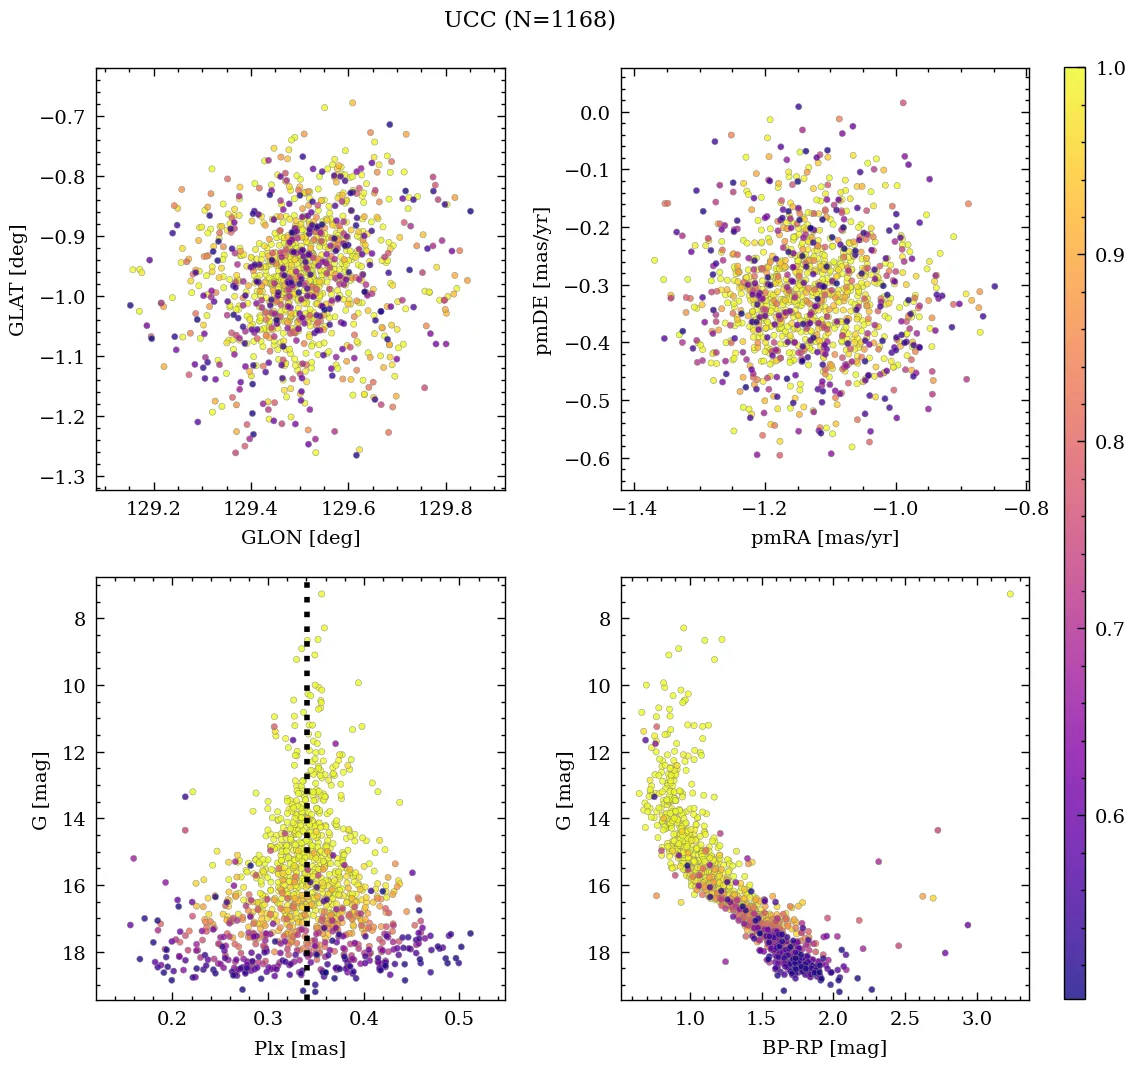 UCC (N=1168)
−0.7
−0.8
−0.9
−1.0
−1.1
−1.2
−1.3
GLAT [deg]
129.2 129.4 129.6 129.8
GLON [deg]
0.0
−0.1
−0.2
−0.3
−0.4
−0.5
−0.6
pmDE [mas/yr]
−1.4 −1.2 −1.0 −0.8
pmRA [mas/yr]
8
10
12
14
16
18
G [mag]
0.2 0.3 0.4 0.5
Plx [mas]
8
10
12
14
16
18
G [mag]
1.0 1.5 2.0 2.5 3.0
BP-RP [mag]
1.0
0.9
0.8
0.7
0.6